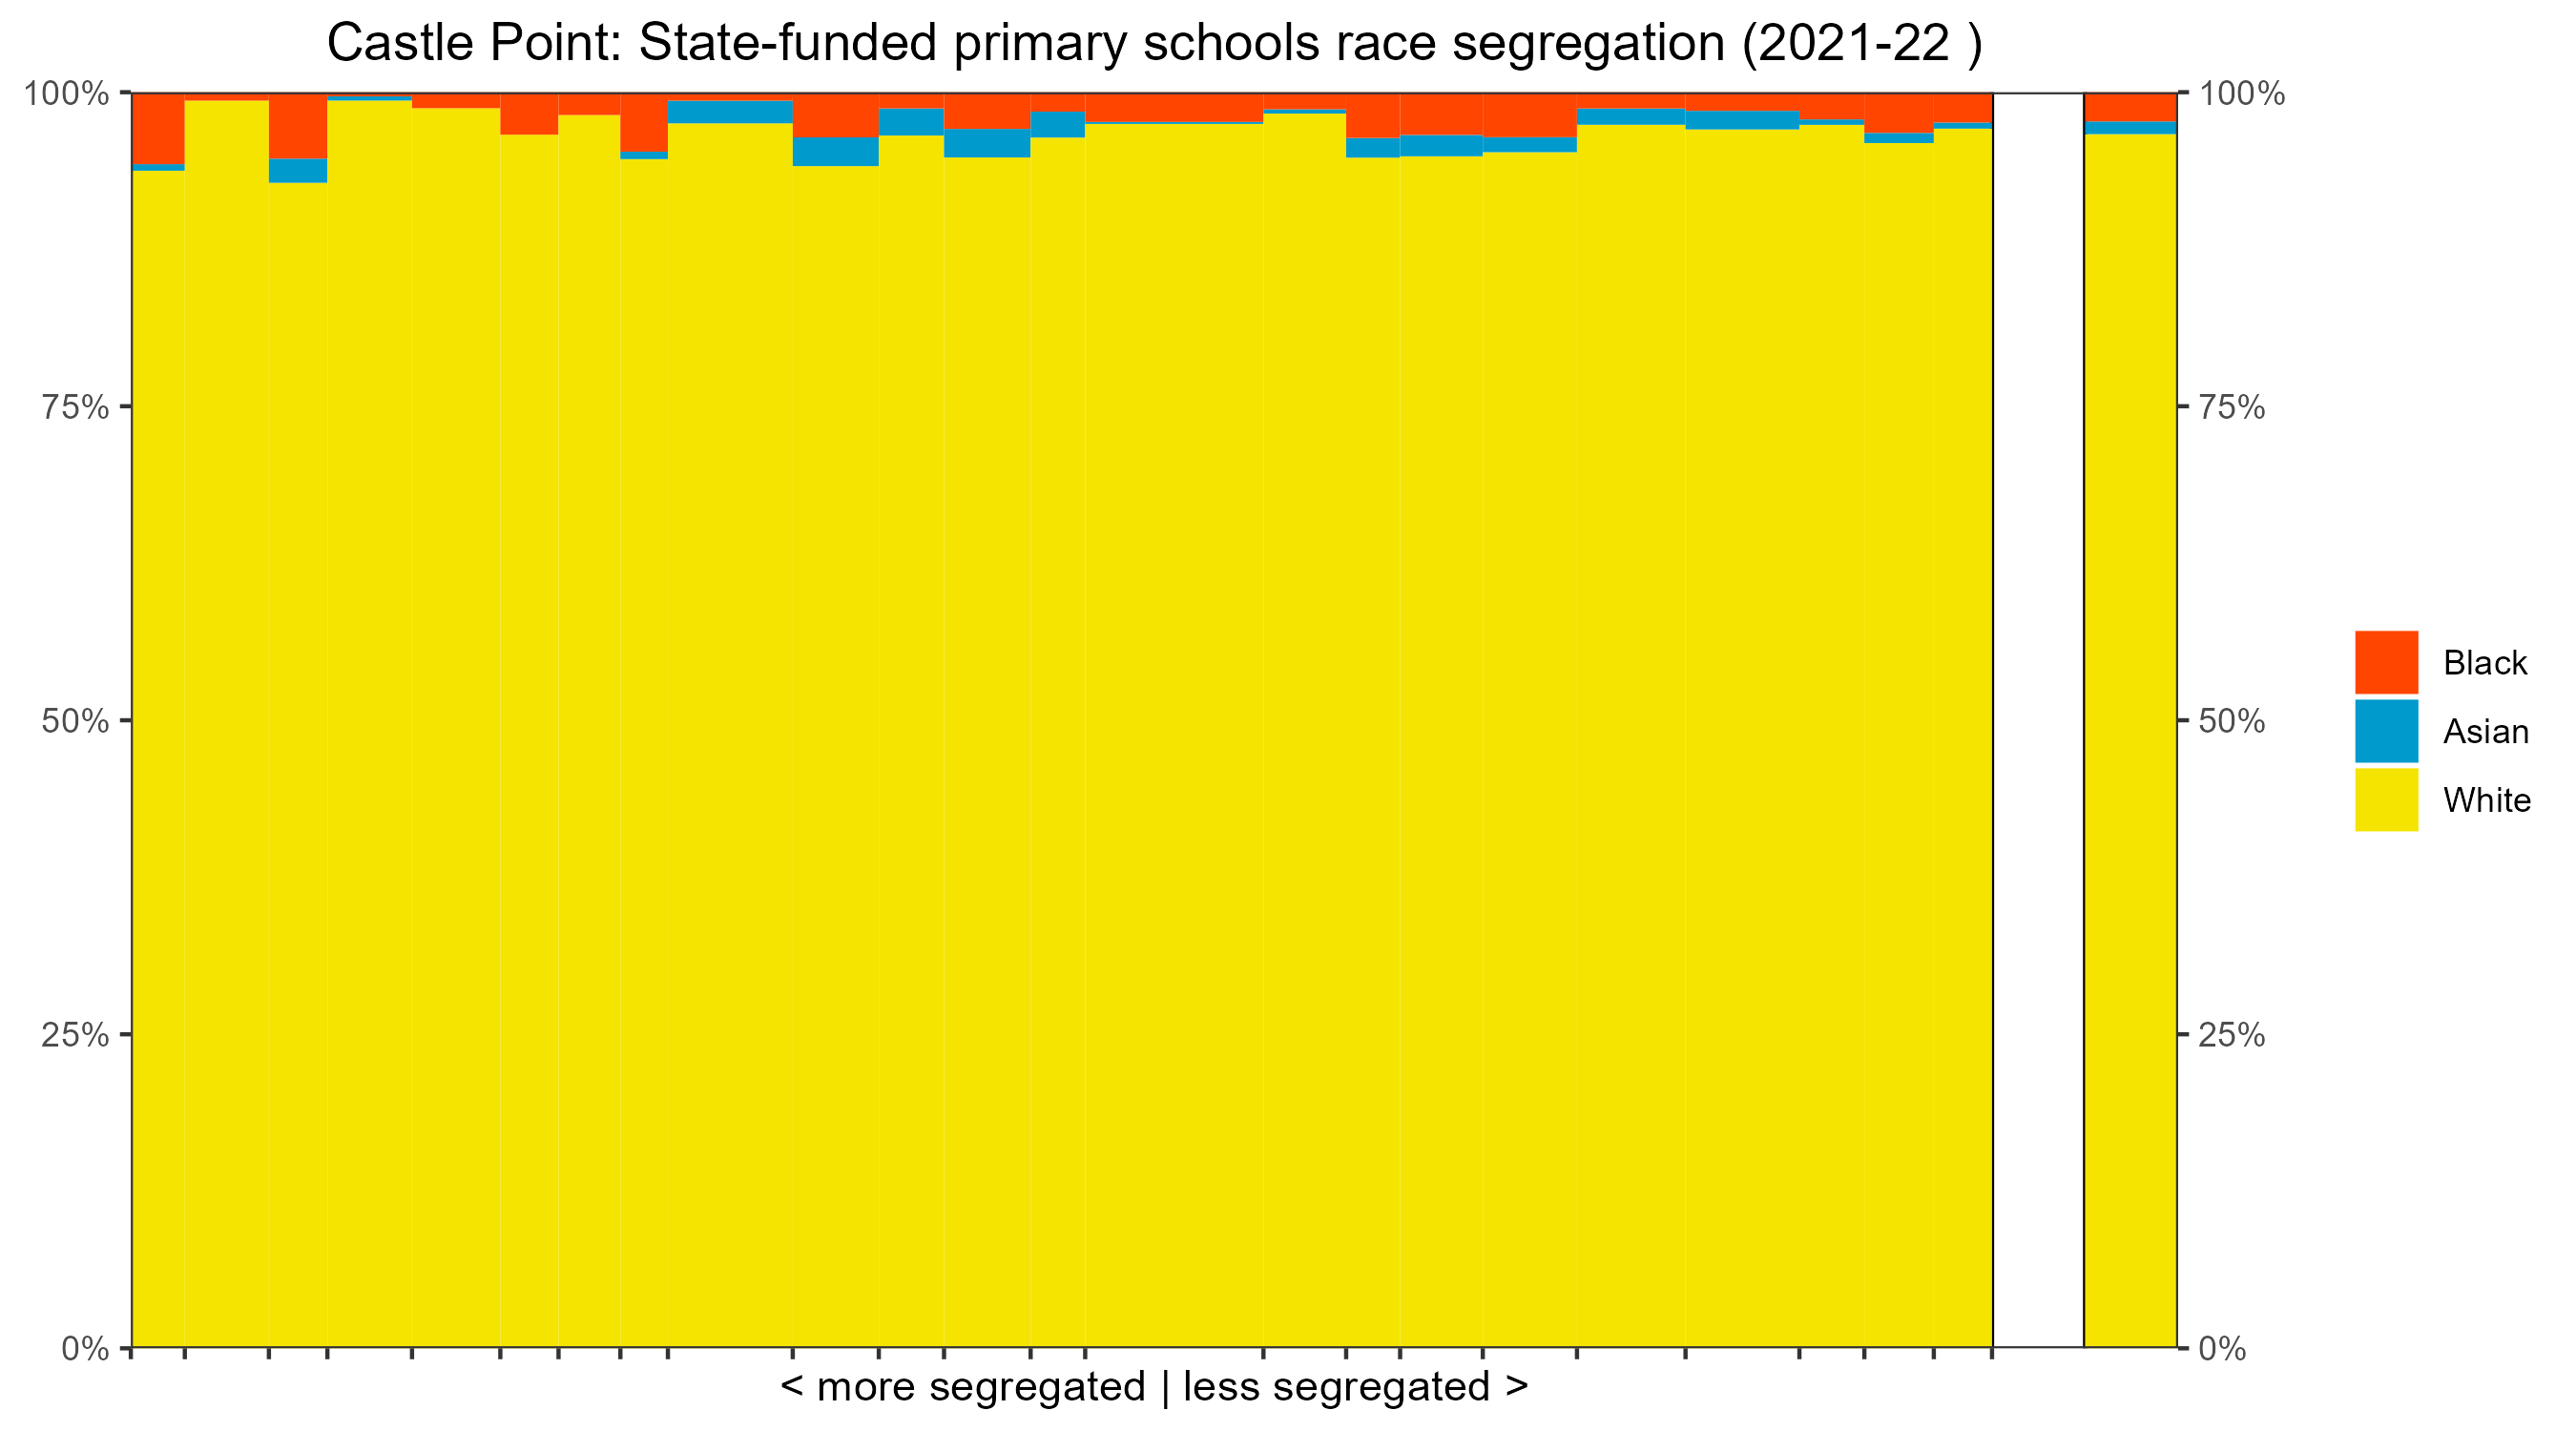 Castle Point: State-funded primary schools race segregation (2021-22 )
100%
75%
50%
25%
0%
100%
75%
50%
25%
0%
Black
Asian
White
< more segregated | less segregated >